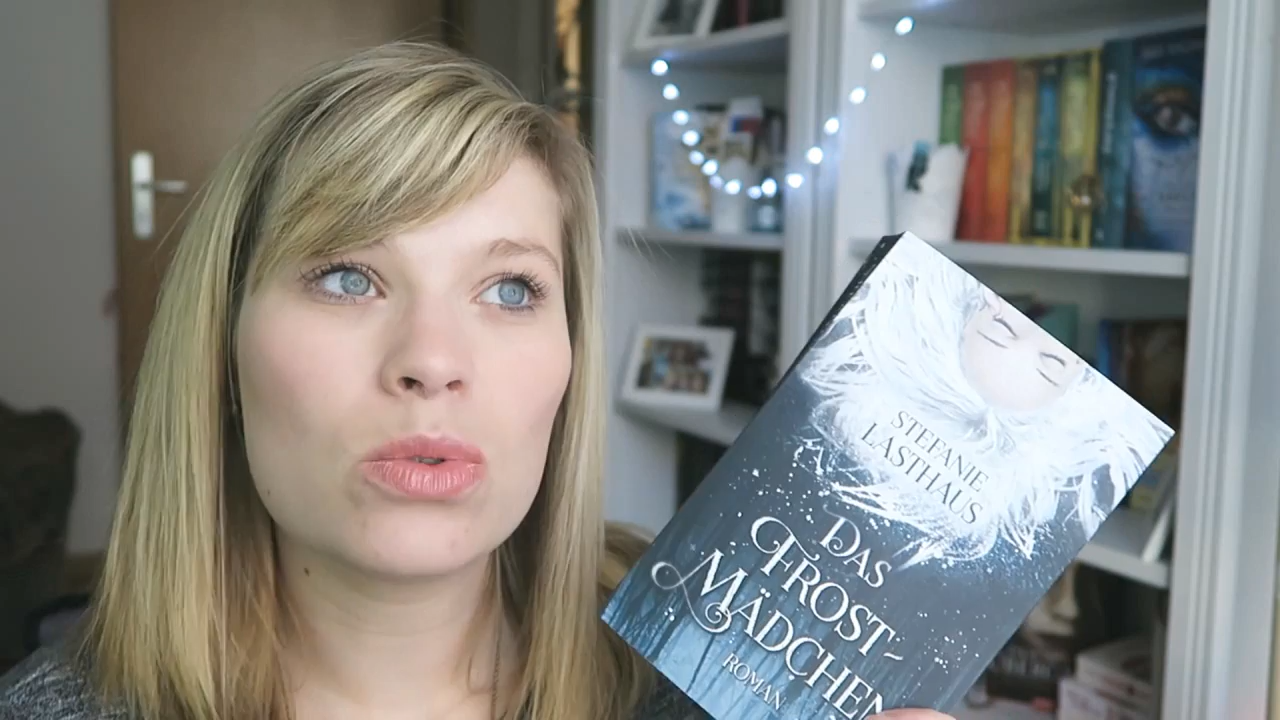 STEFANIE
LASTHAUS
DAS
FROST-
MÄDCHEN
ROMAN